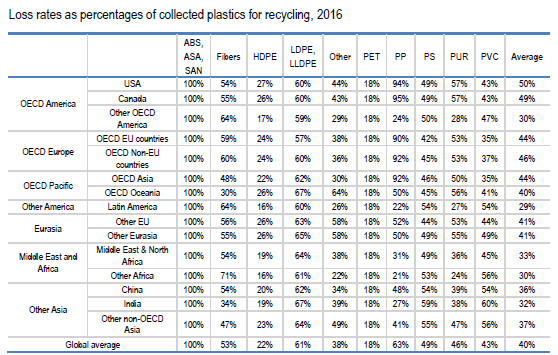 Loss rates as percentages of collected plastics for recycling, 2016
ABS, ASA, SAN Fibers HDPE LDPE, LLDPE Other PET PP PS PUR PVC Average
OECD America USA 100% 54% 27% 60% 44% 18% 94% 49% 57% 43% 50%
Canada 100% 55% 26% 60% 43% 18% 95% 49% 57% 43% 49%
Other OECD America 100% 64% 17% 59% 29% 18% 24% 50% 28% 47% 30%
OECD Europe OECD EU countries 100% 59% 24% 57% 38% 18% 90% 42% 53% 35% 44%
OECD Non-EU countries 100% 60% 24% 60% 36% 18% 92% 45% 53% 37% 46%
OECD Pacific OECD Asia 100% 48% 22% 62% 30% 18% 92% 46% 50% 35% 44%
OECD Oceania 100% 30% 26% 67% 64% 18% 50% 45% 56% 41% 40%
Other America Latin America 100% 64% 16% 60% 26% 18% 22% 54% 27% 54% 29%
Eurasia Other EU 100% 56% 26% 63% 58% 18% 52% 44% 53% 44% 41%
Other Eurasia 100% 55% 26% 65% 58% 18% 50% 49% 55% 49% 41%
Middle East and Africa Middle East & North Africa 100% 54% 19% 64% 38% 18% 31% 49% 36% 45% 33%
Other Africa 100% 71% 16% 61% 22% 18% 21% 53% 24% 56% 30%
Other Asia China 100% 54% 20% 62% 34% 18% 48% 54% 39% 54% 36%
India 100% 34% 19% 67% 39% 18% 27% 59% 38% 60% 32%
Other non-OECD Asia 100% 47% 23% 64% 49% 18% 41% 55% 47% 56% 37%
Global average 100% 53% 22% 61% 38% 18% 63% 49% 46% 43% 40%